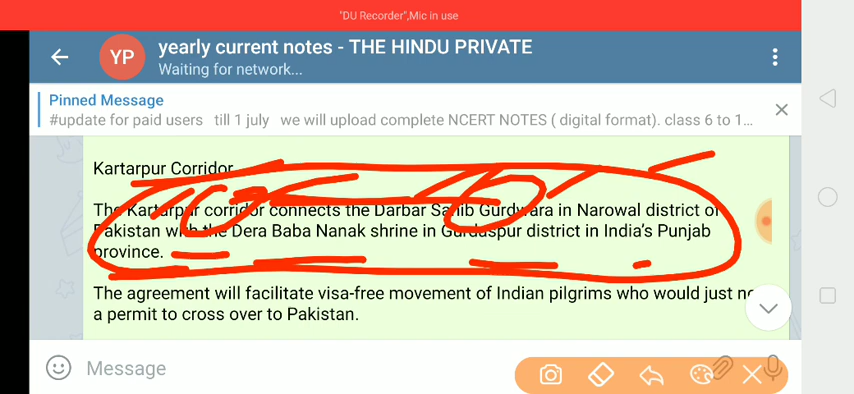 "DU Recorder",Mic in use
YP
yearly current notes - THE HINDU PRIVATE
Waiting for network...
Pinned Message
#update for paid users till 1 july we will upload complete NCERT NOTES ( digital format). class 6 to 1...
Kartarpur Corridor
The Kartarpur corridor connects the Darbar Sahib Gurdwara in Narowal district of
Pakistan with the Dera Baba Nanak shrine in Gurdaspur district in India's Punjab
province.
The agreement will facilitate visa-free movement of Indian pilgrims who would just
a permit to cross over to Pakistan.
Message